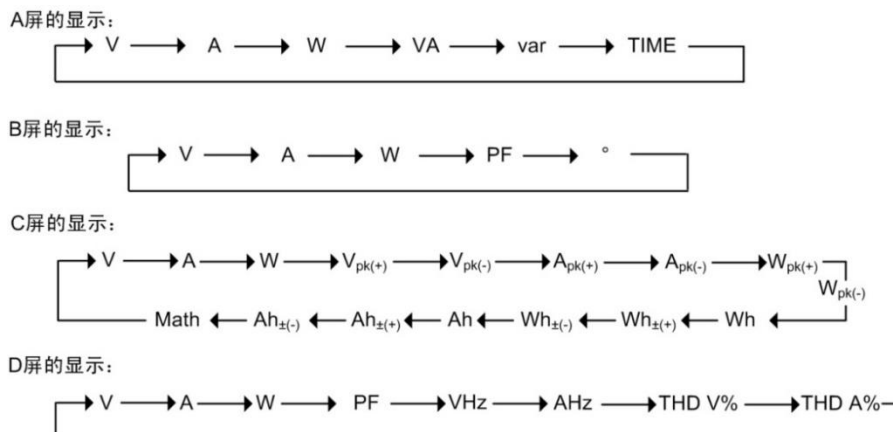 A屏的显示：
V A W VA var TIME
B屏的显示：
V A W PF °
C屏的显示：
V A W Vpk(+) Vpk(-) Apk(+) Apk(-) Wpk(+)
Wpk(-)
Math Ah±(-) Ah±(+) Ah Wh±(-) Wh±(+) Wh
D屏的显示：
V A W PF VHz AHz THD V% THD A%